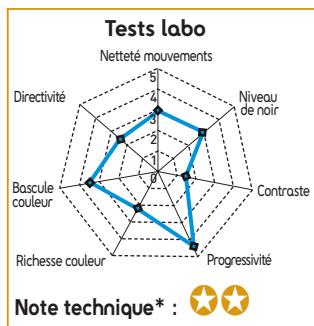 Tests labo
Netteté mouvements
5
4
3
2
1
0
Directivité
Niveau
de noir
Bascule
couleur
Contraste
Richesse couleur
Progressivité
Note technique* :